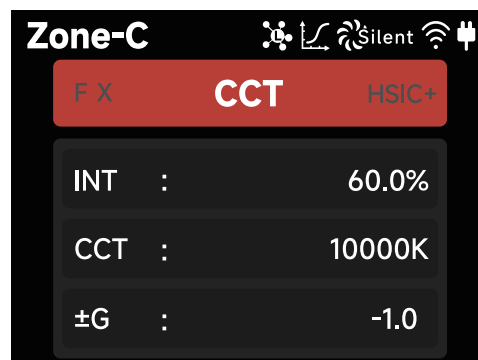 Zone-C L Silent
F X CCT HSIC+
INT : 60.0%
CCT : 10000K
±G : -1.0